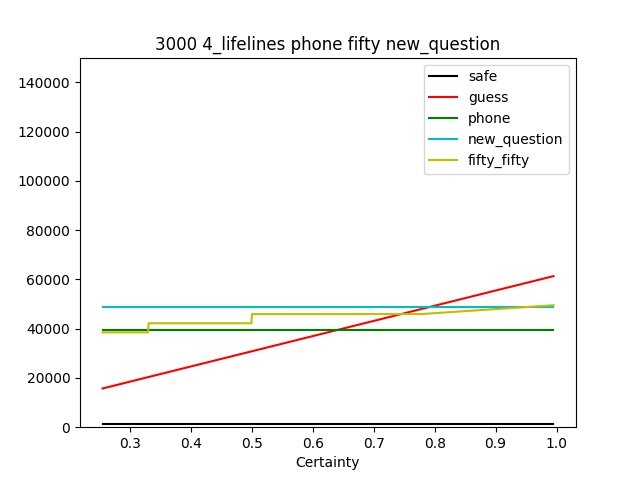 3000 4_lifelines phone fifty new_question
safe
guess
phone
new_question
fifty_fifty
140000
120000
100000
80000
60000
40000
20000
0
0.3 0.4 0.5 0.6 0.7 0.8 0.9 1.0
Certainty